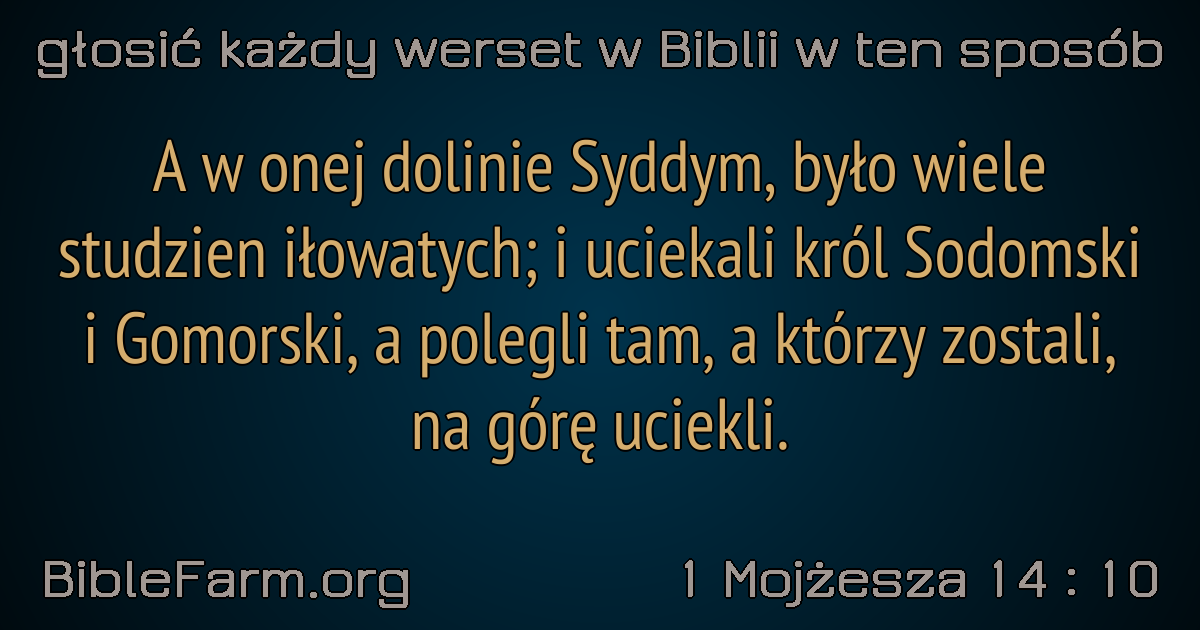 głosić każdy werset w Biblii w ten sposób
A w onej dolinie Syddym, było wiele
studzien iłowatych; i uciekali król Sodomski
i Gomorski, a polegli tam, a którzy zostali,
na górę uciekli.
BibleFarm.org
1 Mojżesza 14 : 10